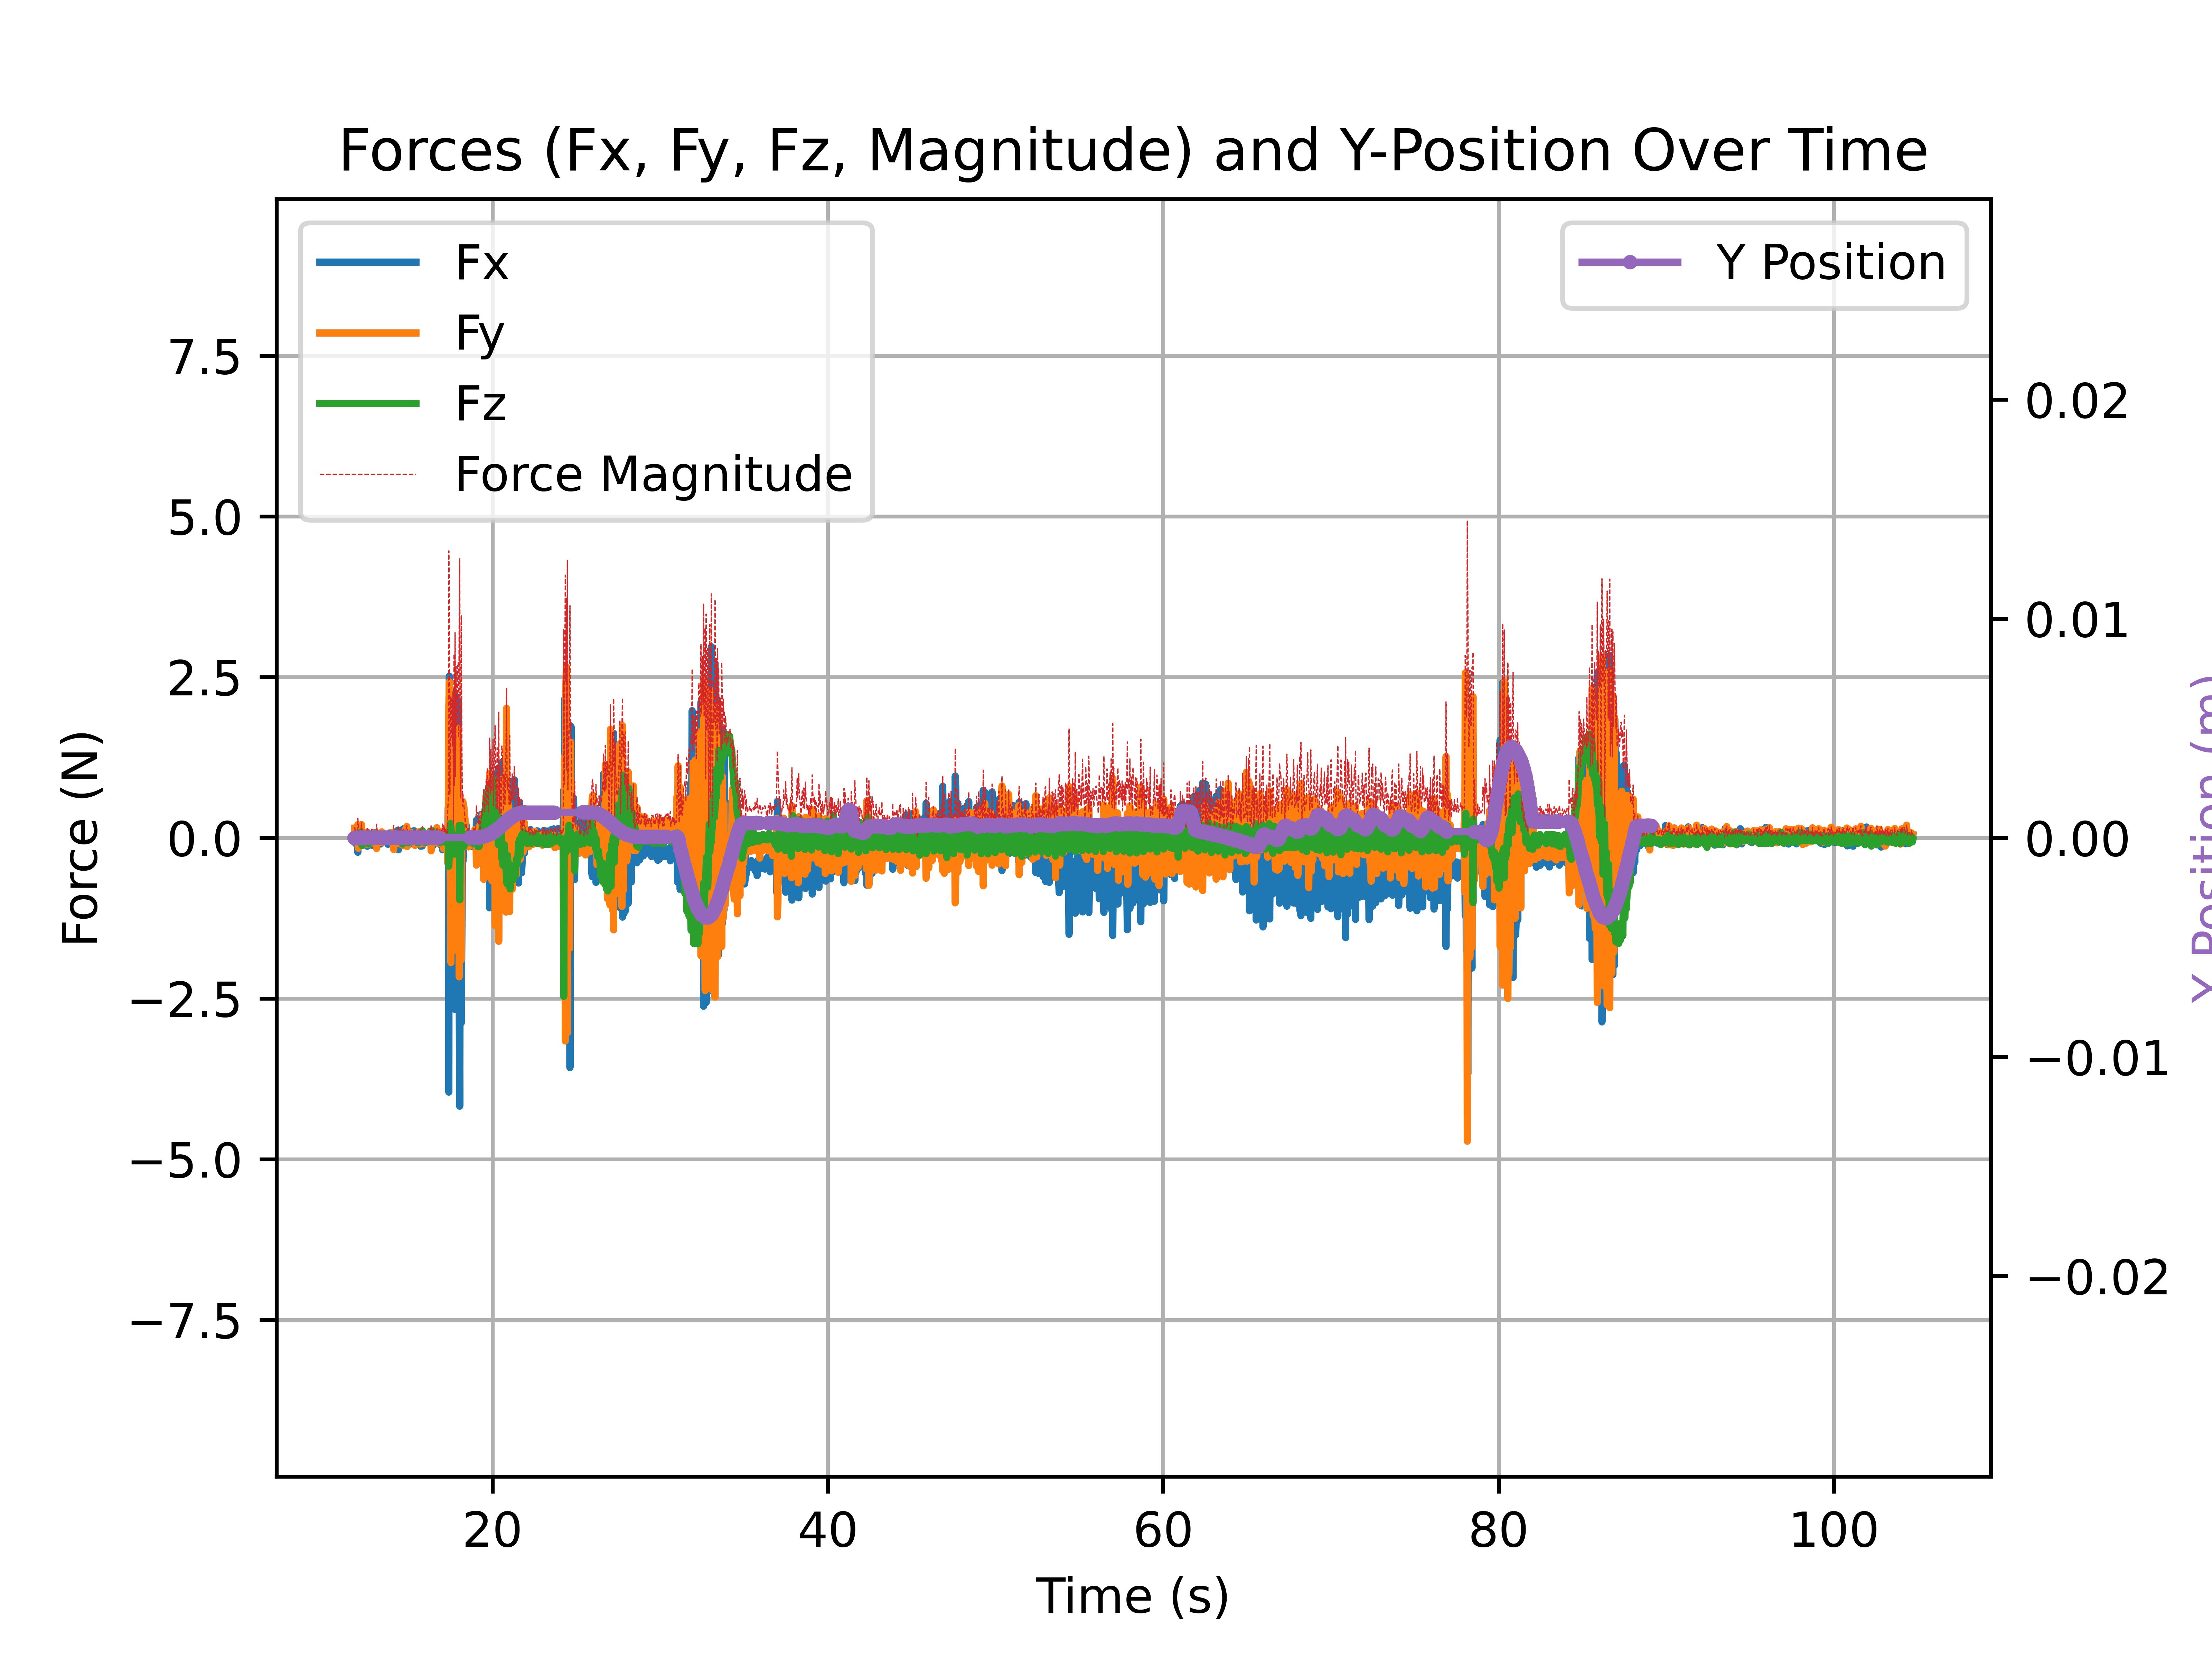 Forces (Fx, Fy, Fz, Magnitude) and Y-Position Over Time
Fx
Fy
Fz
Force Magnitude
Y Position
7.5
5.0
2.5
0.0
−2.5
−5.0
−7.5
Force (N)
0.02
0.01
0.00
−0.01
−0.02
Y Position (m)
20
40
60
80
100
Time (s)